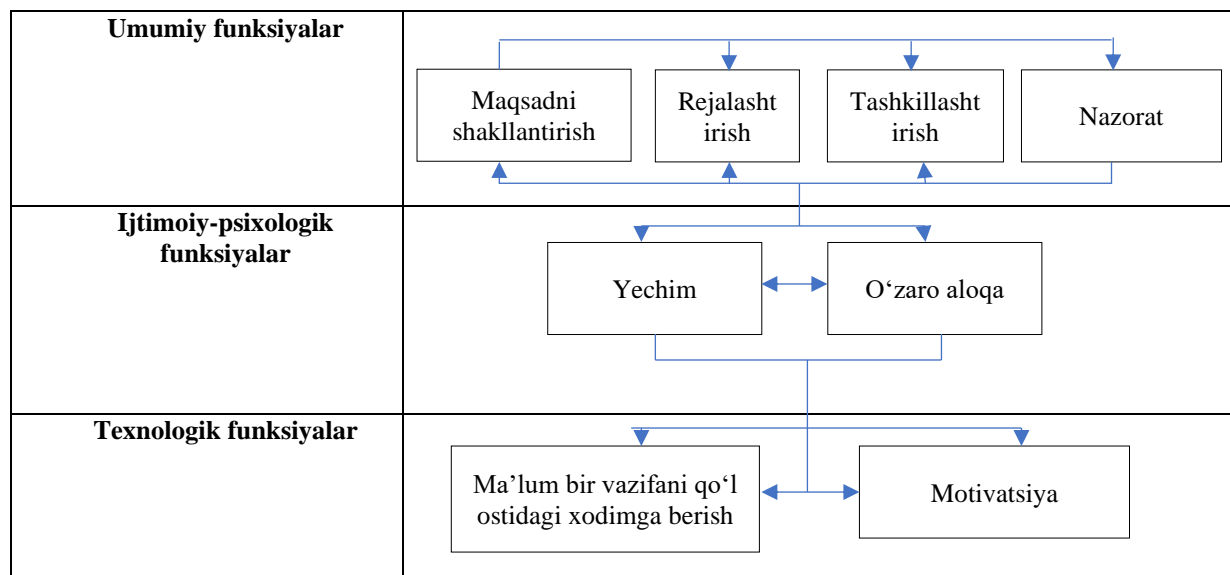 Umumiy funksiyalar
Maqsadni
shakllantirish
Rejalasht
irish
Tashkillasht
irish
Nazorat
Ijtimoiy-psixologik
funksiyalar
Yechim
O‘zaro aloqa
Texnologik funksiyalar
Ma’lum bir vazifani qo‘l
ostidagi xodimga berish
Motivatsiya